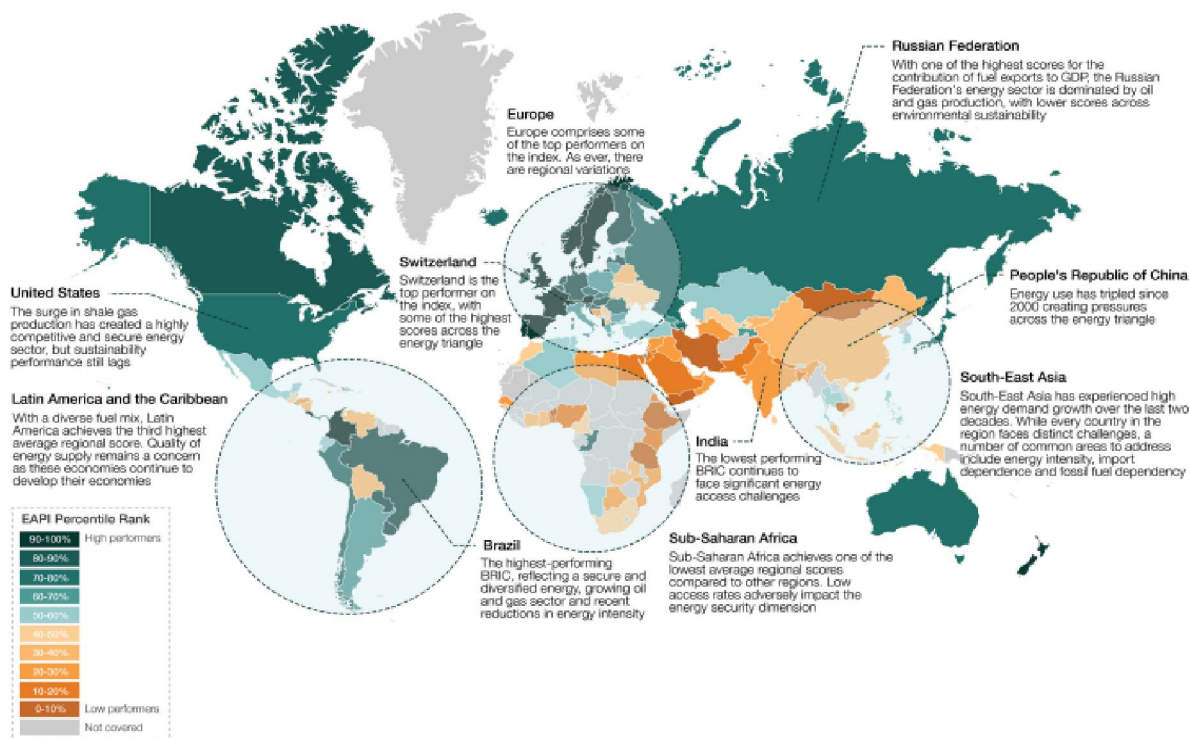 Russian Federation
With one of the highest scores for the
contribution of fuel exports to GDP, the Russian
Federation's energy sector is dominated by oil
and gas production, with lower scores across
environmental sustainability
Europe
Europe comprises some
of the top performers on
the index. As ever, there
are regional variations
Switzerland
Switzerland is the
top performer on
the index, with
some of the highest
scores across the
energy triangle
People's Republic of China
Energy use has tripled since
2000 creating pressures
across the energy triangle
United States
The surge in shale gas
production has created a highly
competitive and secure energy
sector, but sustainability
performance still lags
South-East Asia
South-East Asia has experienced high
energy demand growth over the last two
decades. While every country in the
region faces distinct challenges, a
number of common areas to address
include energy intensity, import
dependence and fossil fuel dependency
Latin America and the Caribbean
With a diverse fuel mix, Latin
America achieves the third highest
average regional score. Quality of
energy supply remains a concern
as these economies continue to
develop their economies
India
The lowest performing
BRIC continues to
face significant energy
access challenges
Brazil
The highest-performing
BRIC, reflecting a secure and
diversified energy, growing oil
and gas sector and recent
reductions in energy intensity
Sub-Saharan Africa
Sub-Saharan Africa achieves one of the
lowest average regional scores
compared to other regions. Low
access rates adversely impact the
energy security dimension
EAPI Percentile Rank
90-100% High performers
80-90%
70-80%
60-70%
50-60%
40-50%
30-40%
20-30%
10-20%
0-10% Low performers
Not covered